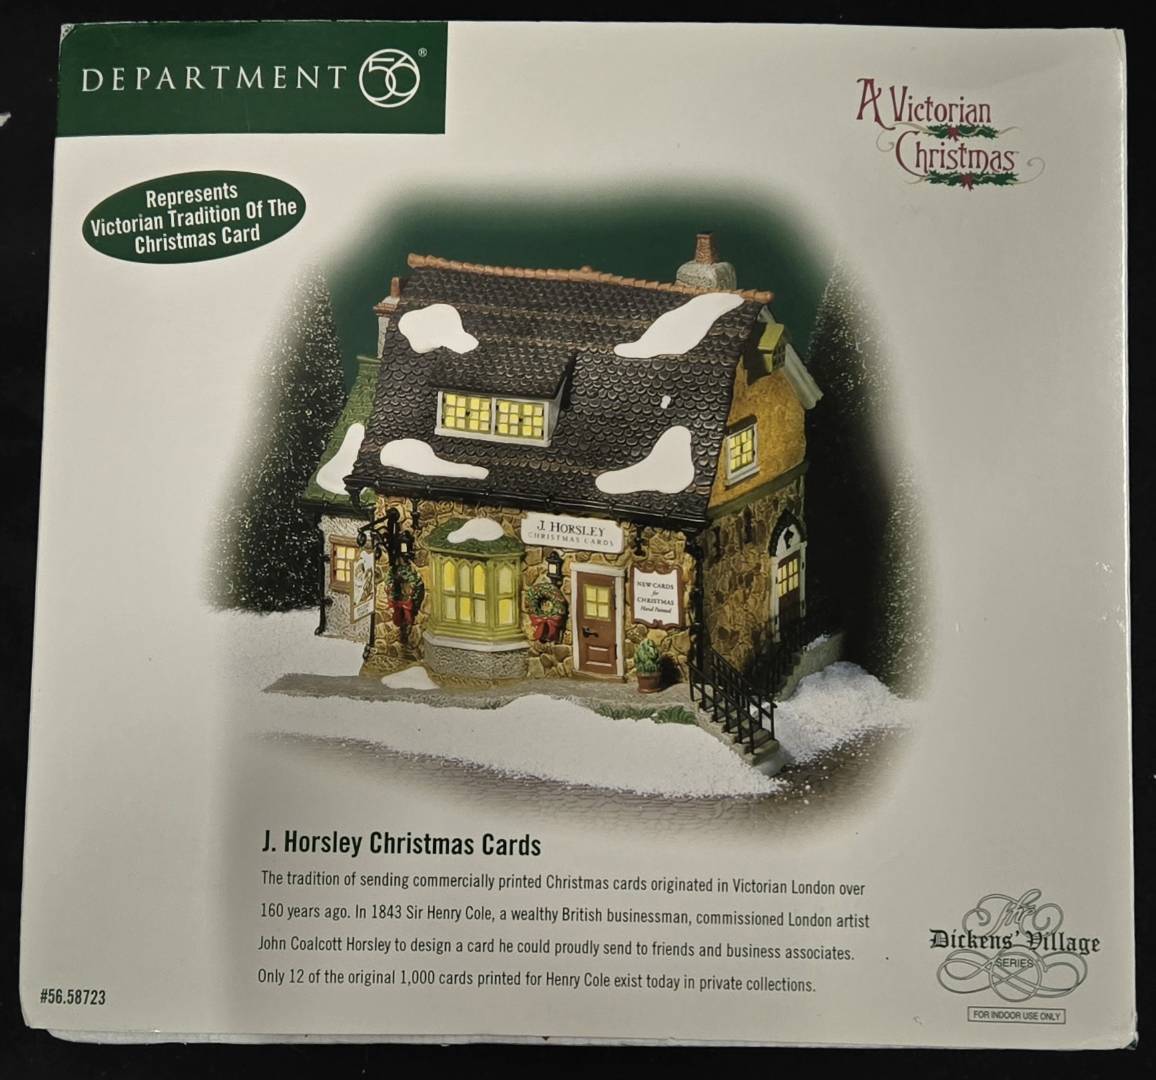 DEPARTMENT 56®
A Victorian
Christmas™
Represents
Victorian Tradition Of The
Christmas Card
J. HORSLEY
CHRISTMAS CARDS
NEW CARDS
for
CHRISTMAS
Hand Painted
J. Horsley Christmas Cards
The tradition of sending commercially printed Christmas cards originated in Victorian London over
160 years ago. In 1843 Sir Henry Cole, a wealthy British businessman, commissioned London artist
John Coalcott Horsley to design a card he could proudly send to friends and business associates.
Only 12 of the original 1,000 cards printed for Henry Cole exist today in private collections.
The
Dickens' Village
SERIES
FOR INDOOR USE ONLY
#56.58723